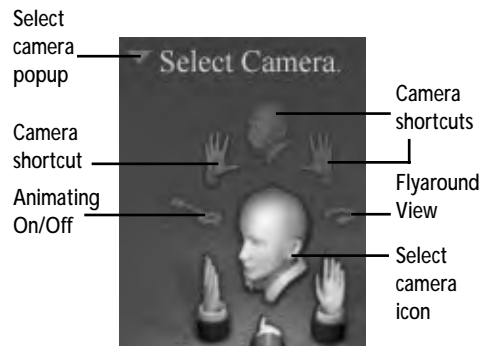 Select
camera
popup
Select Camera.
Camera
shortcut
Animating
On/Off
Camera
shortcuts
Flyaround
View
Select
camera
icon